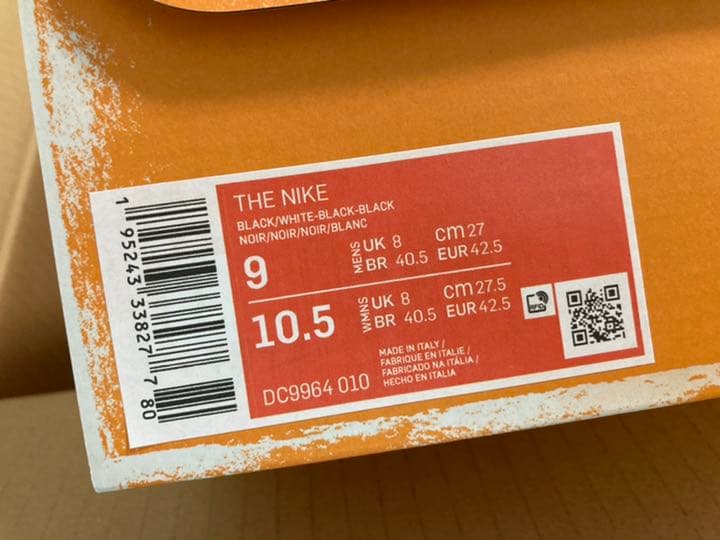 THE NIKE
BLACK/WHITE-BLACK-BLACK
NOIR/NOIR/NOIR/BLANC
9
MENS
UK 8 CM 27
BR 40.5 EUR 42.5
10.5
WMNS
UK 8 CM 27.5
BR 40.5 EUR 42.5
DC9964 010
MADE IN ITALY /
FABRIQUE EN ITALIE /
FABRICADO NA ITÁLIA /
HECHO EN ITALIA
1 95243 33827 7 80